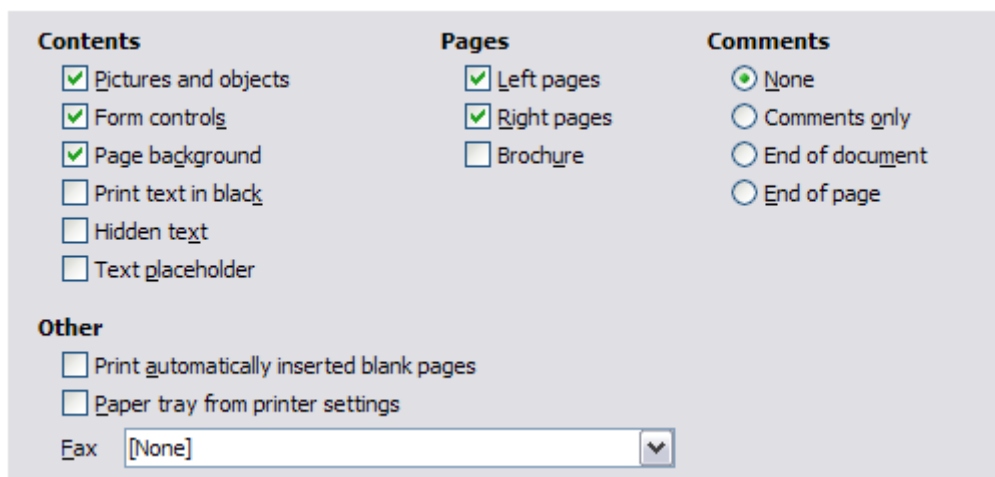 Contents
Pictures and objects
Form controls
Page background
Print text in black
Hidden text
Text placeholder
Pages
Left pages
Right pages
Brochure
Comments
None
Comments only
End of document
End of page
Other
Print automatically inserted blank pages
Paper tray from printer settings
Fax [None]